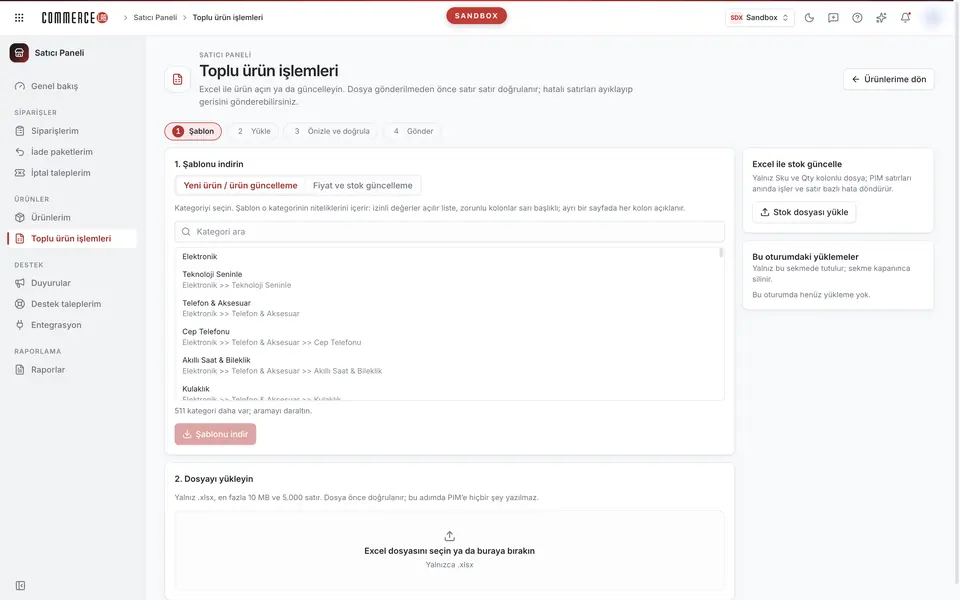 COMMERCE
Satıcı Paneli
Toplu ürün işlemleri
SANDBOX
SDX Sandbox
Satıcı Paneli
Genel bakış
SİPARİŞLER
Siparişlerim
İade paketlerim
İptal taleplerim
ÜRÜNLER
Ürünlerim
Toplu ürün işlemleri
DESTEK
Duyurular
Destek taleplerim
Entegrasyon
RAPORLAMA
Raporlar
SATICI PANELİ
Toplu ürün işlemleri
Excel ile ürün açın ya da güncelleyin. Dosya gönderilmeden önce satır satır doğrulanır; hatalı satırları ayıklayıp
gerisini gönderebilirsiniz.
Ürünlerime dön
1 Şablon
2 Yükle
3 Önizle ve doğrula
4 Gönder
1. Şablonu indirin
Yeni ürün / ürün güncelleme
Fiyat ve stok güncelleme
Kategoriyi seçin. Şablon o kategorinin niteliklerini içerir: izinli değerler açılır liste, zorunlu kolonlar sarı başlıklı; ayrı bir sayfada her kolon açıklanır.
Kategori ara
Elektronik
Teknoloji Seninle
Elektronik >> Teknoloji Seninle
Telefon & Aksesuar
Elektronik >> Telefon & Aksesuar
Cep Telefonu
Elektronik >> Telefon & Aksesuar >> Cep Telefonu
Akıllı Saat & Bileklik
Elektronik >> Telefon & Aksesuar >> Akıllı Saat & Bileklik
Kulaklık
Elektronik >> Telefon & Aksesuar >> Kulaklık
511 kategori daha var; aramayı daraltın.
Şablonu indir
2. Dosyayı yükleyin
Yalnız .xlsx, en fazla 10 MB ve 5.000 satır. Dosya önce doğrulanır; bu adımda PIM'e hiçbir şey yazılmaz.
Excel dosyasını seçin ya da buraya bırakın
Yalnızca .xlsx
Excel ile stok güncelle
Yalnız Sku ve Qty kolonlu dosya; PIM satırları
anında işler ve satır bazlı hata döndürür.
Stok dosyası yükle
Bu oturumdaki yüklemeler
Yalnız bu sekmede tutulur; sekme kapanınca
silinir.
Bu oturumda henüz yükleme yok.